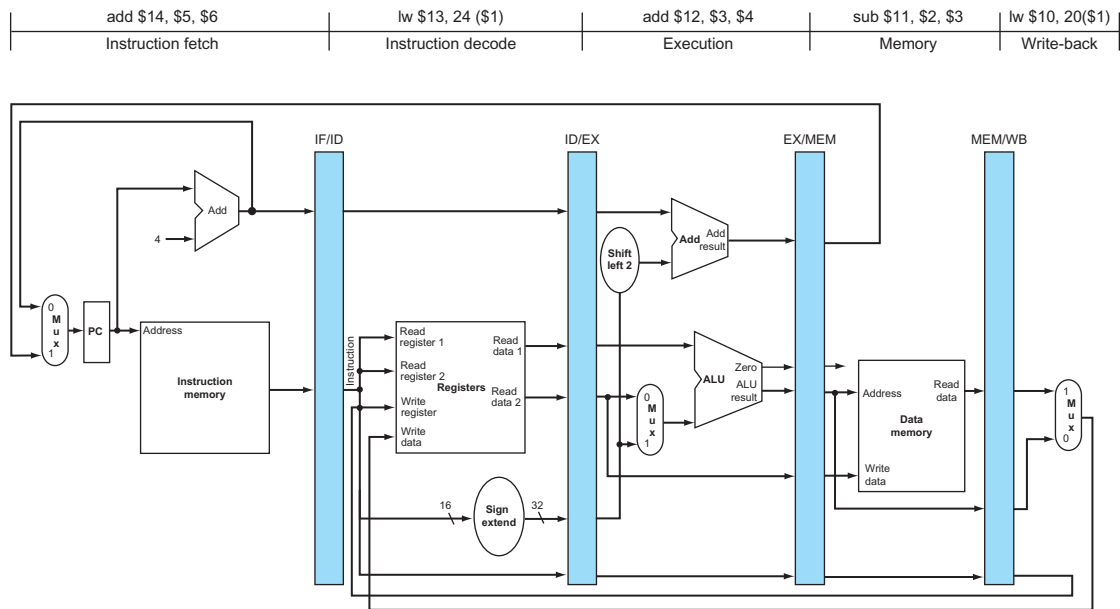 add $14, $5, $6
lw $13, 24 ($1)
add $12, $3, $4
sub $11, $2, $3
lw $10, 20($1)
Instruction fetch
Instruction decode
Execution
Memory
Write-back
IF/ID
ID/EX
EX/MEM
MEM/WB
Add
4
Add
Add
result
Shift
left 2
0
M
u
x
1
PC
Address
Instruction
memory
Instruction
Read
register 1
Read
register 2
Write
register
Write
data
Registers
Read
data 1
Read
data 2
16
Sign
extend
32
0
M
u
x
1
ALU
Zero
ALU
result
Address
Read
data
Data
memory
Write
data
1
M
u
x
0